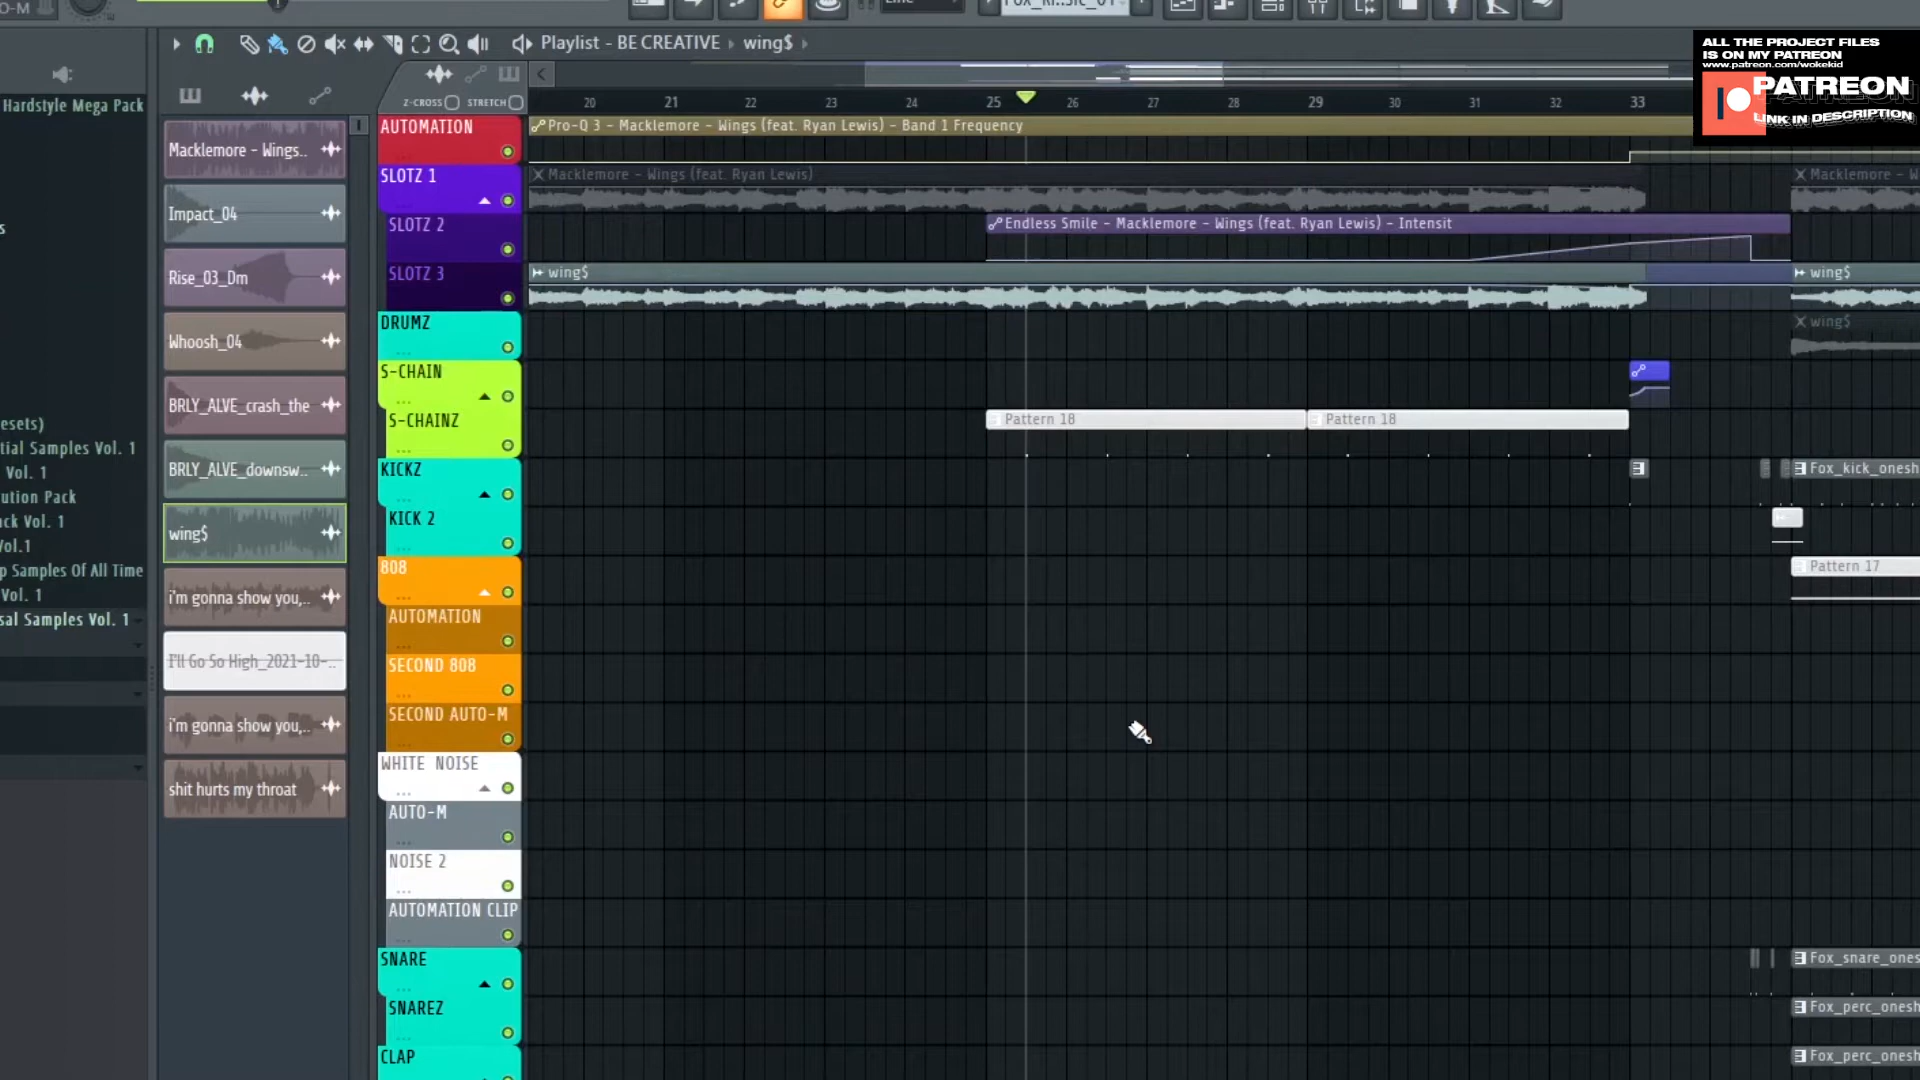 O-M
Line
Playlist - BE CREATIVE › wing$ ›
ALL THE PROJECT FILES
IS ON MY PATREON
www.patreon.com/wokekid
PATREON
LINK IN DESCRIPTION
Hardstyle Mega Pack
Z-CROSS STRETCH
20 21 22 23 24 25 26 27 28 29 30 31 32 33
s
esets)
tial Samples Vol. 1
Vol. 1
ution Pack
ack Vol. 1
Vol.1
p Samples Of All Time
Vol. 1
sal Samples Vol. 1
Macklemore - Wings..
Impact_04
Rise_03_Dm
Whoosh_04
BRLY_ALVE_crash_the
BRLY_ALVE_downsw..
wing$
i'm gonna show you,..
I'll Go So High_2021-10-..
i'm gonna show you,..
shit hurts my throat
AUTOMATION
Pro-Q 3 - Macklemore - Wings (feat. Ryan Lewis) - Band 1 Frequency
SLOTZ 1
Macklemore - Wings (feat. Ryan Lewis)
Macklemore - W
SLOTZ 2
Endless Smile - Macklemore - Wings (feat. Ryan Lewis) - Intensit
SLOTZ 3
wing$
wing$
DRUMZ
wing$
S-CHAIN
S-CHAINZ
Pattern 18
Pattern 18
KICKZ
Fox_kick_onesh
KICK 2
808
Pattern 17
AUTOMATION
SECOND 808
SECOND AUTO-M
WHITE NOISE
AUTO-M
NOISE 2
AUTOMATION CLIP
SNARE
Fox_snare_ones
SNAREZ
Fox_perc_onesh
CLAP
Fox_perc_onesh